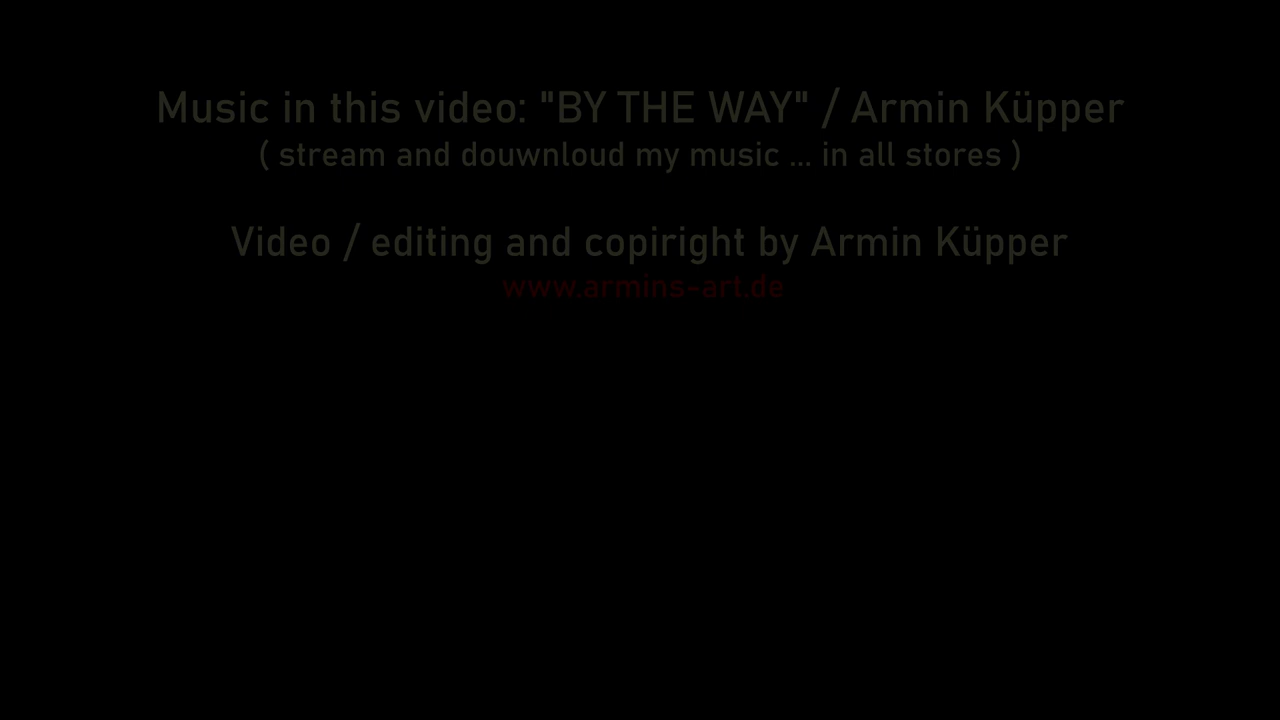 Music in this video: "BY THE WAY" / Armin Küpper
( stream and douwnloud my music ... in all stores )
Video / editing and copiright by Armin Küpper
www.armins-art.de